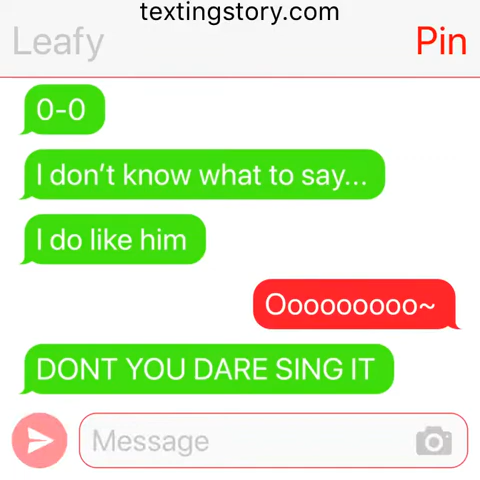 textingstory.com
Leafy
Pin
0-0
I don’t know what to say...
I do like him
Ooooooooo~
DONT YOU DARE SING IT
Message